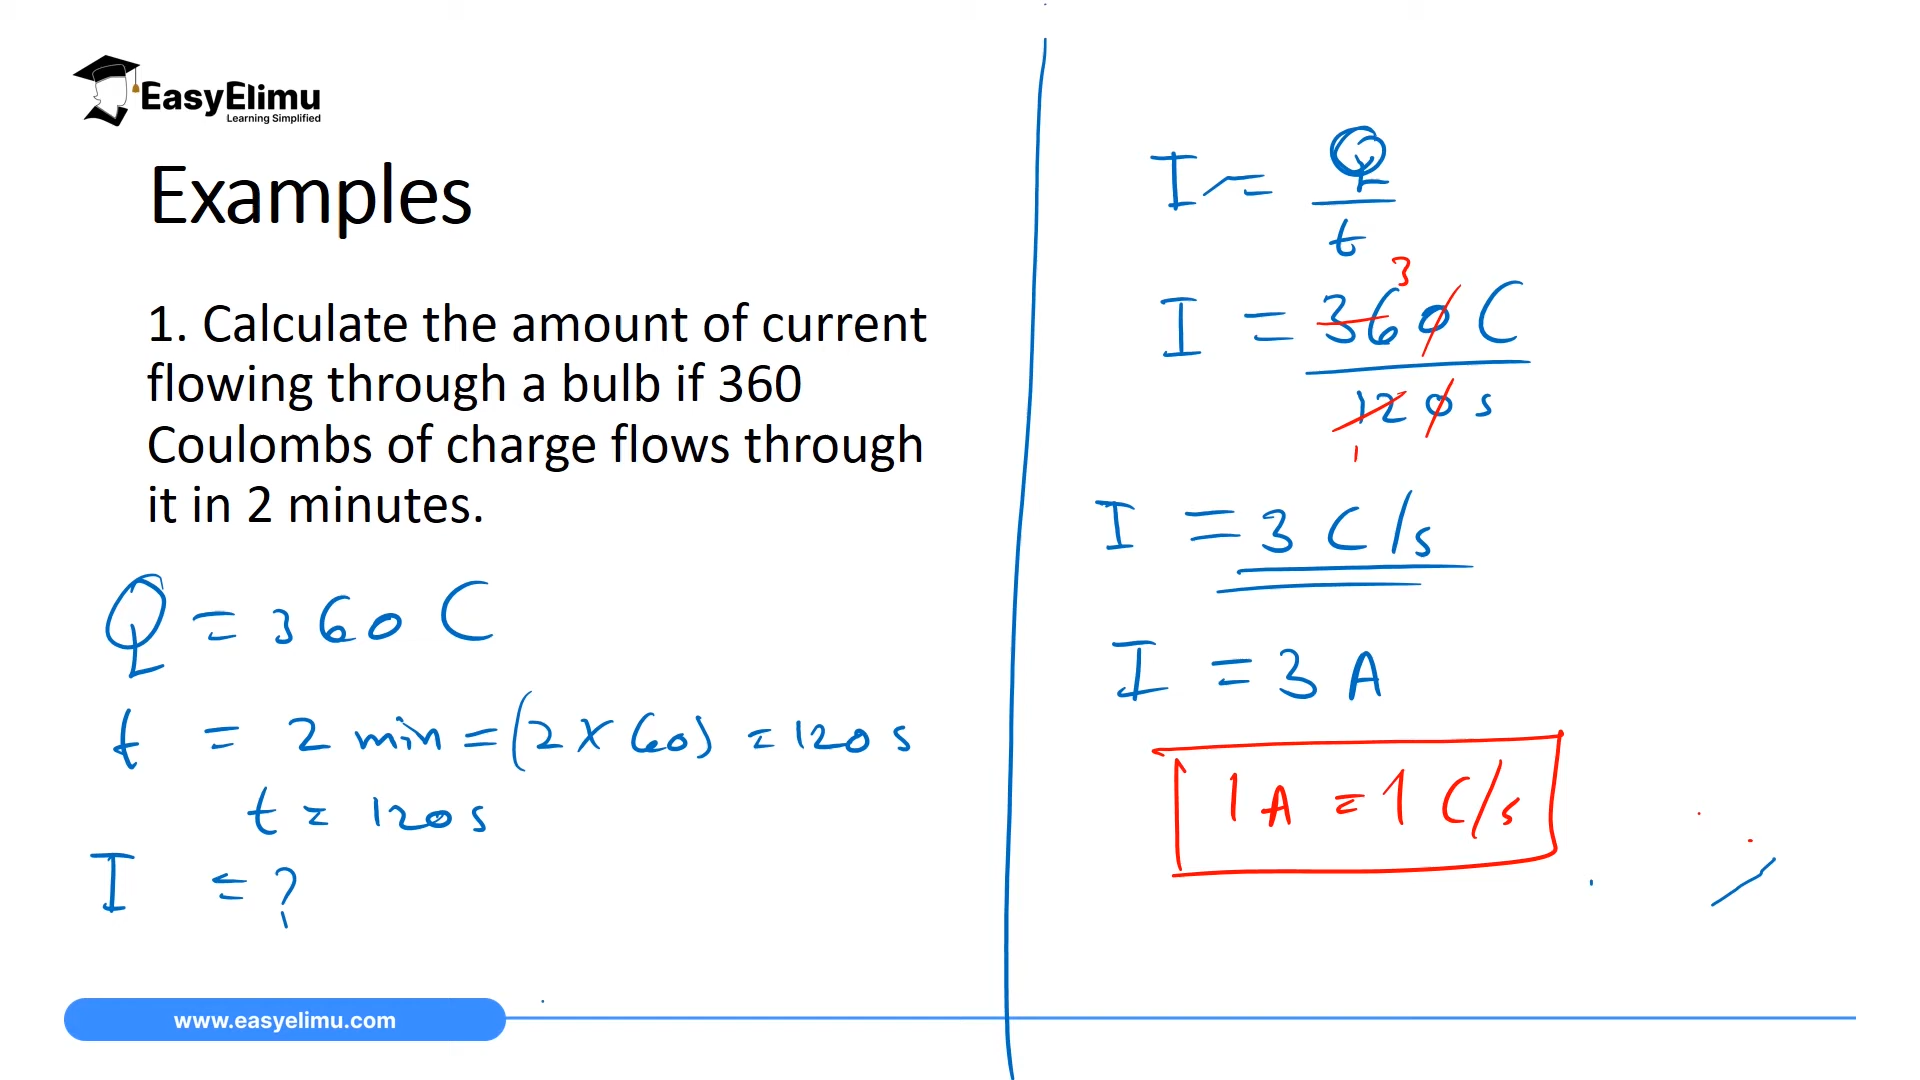 EasyElimu
Learning Simplified
Examples
1. Calculate the amount of current
flowing through a bulb if 360
Coulombs of charge flows through
it in 2 minutes.
Q = 360 C
t = 2 min = (2 x 60) = 120 s
t = 120 s
I = ?
I = Q
t
3
I = 360 C
120 s
1
I = 3 C/s
I = 3 A
1 A = 1 C/s
www.easyelimu.com